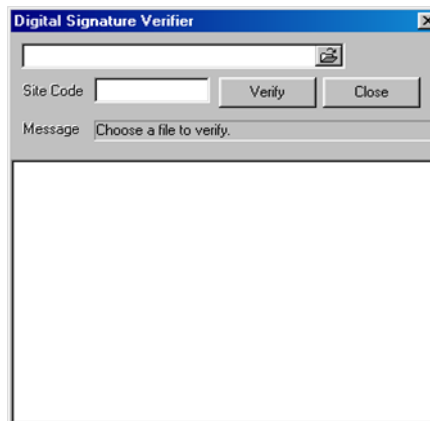 Digital Signature Verifier
Site Code Verify Close
Message Choose a file to verify.